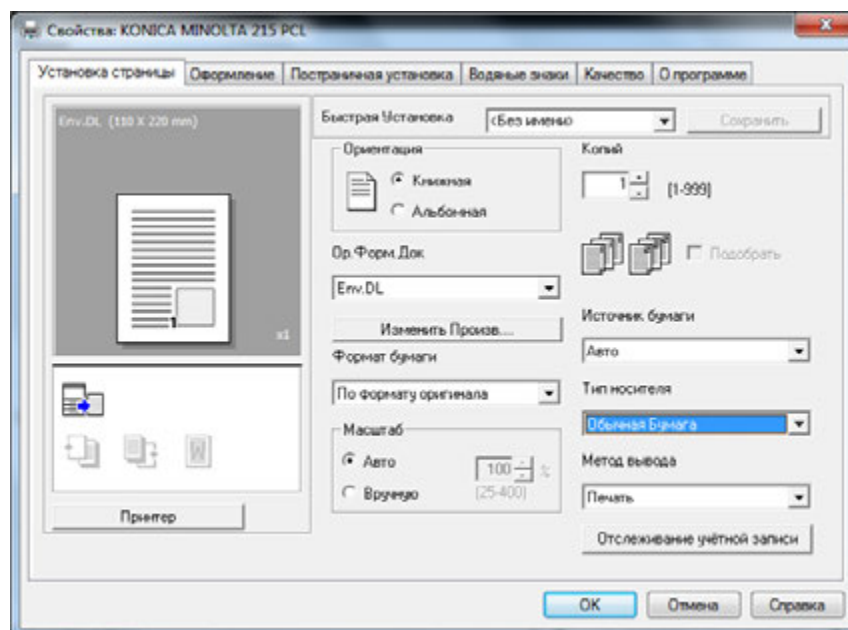 Свойства: KONICA MINOLTA 215 PCL
Установка страницы Оформление Постраничная установка Водяные знаки Качество О программе
Env.DL (110 X 220 mm)
1
x1
Принтер
Быстрая Установка <Без имени> Сохранить
Ориентация
Книжная
Альбомная
Ор.Форм.Док
Env.DL
Изменить Произв....
Формат бумаги
По формату оригинала
Масштаб
Авто
Вручную
100 %
(25-400)
Копий
1 (1-999)
Подобрать
Источник бумаги
Авто
Тип носителя
Обычная Бумага
Метод вывода
Печать
Отслеживание учётной записи
OK Отмена Справка